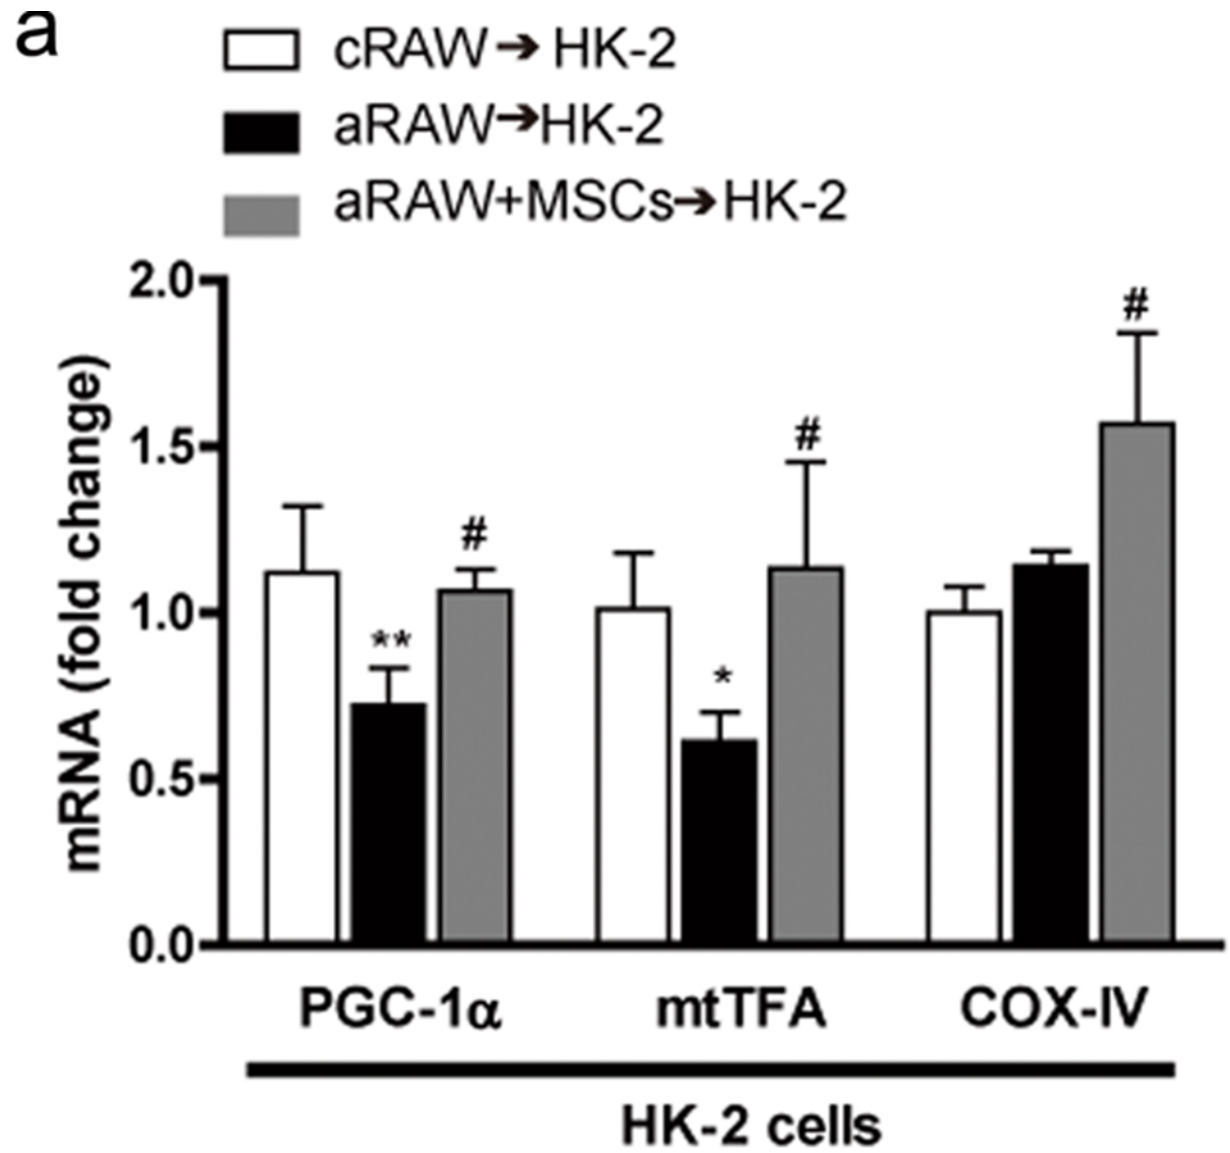 a
cRAW➔HK-2
aRAW➔HK-2
aRAW+MSCs➔HK-2
mRNA (fold change)
2.0
1.5
1.0
0.5
0.0
#
#
#
**
*
PGC-1α mtTFA COX-IV
HK-2 cells